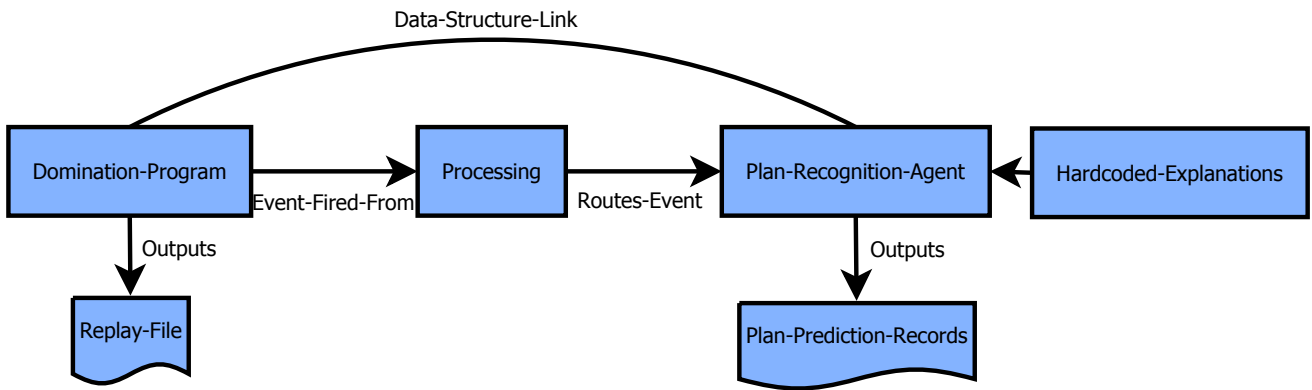 Data-Structure-Link
Domination-Program
Processing
Plan-Recognition-Agent
Hardcoded-Explanations
Event-Fired-From
Routes-Event
Outputs
Outputs
Replay-File
Plan-Prediction-Records